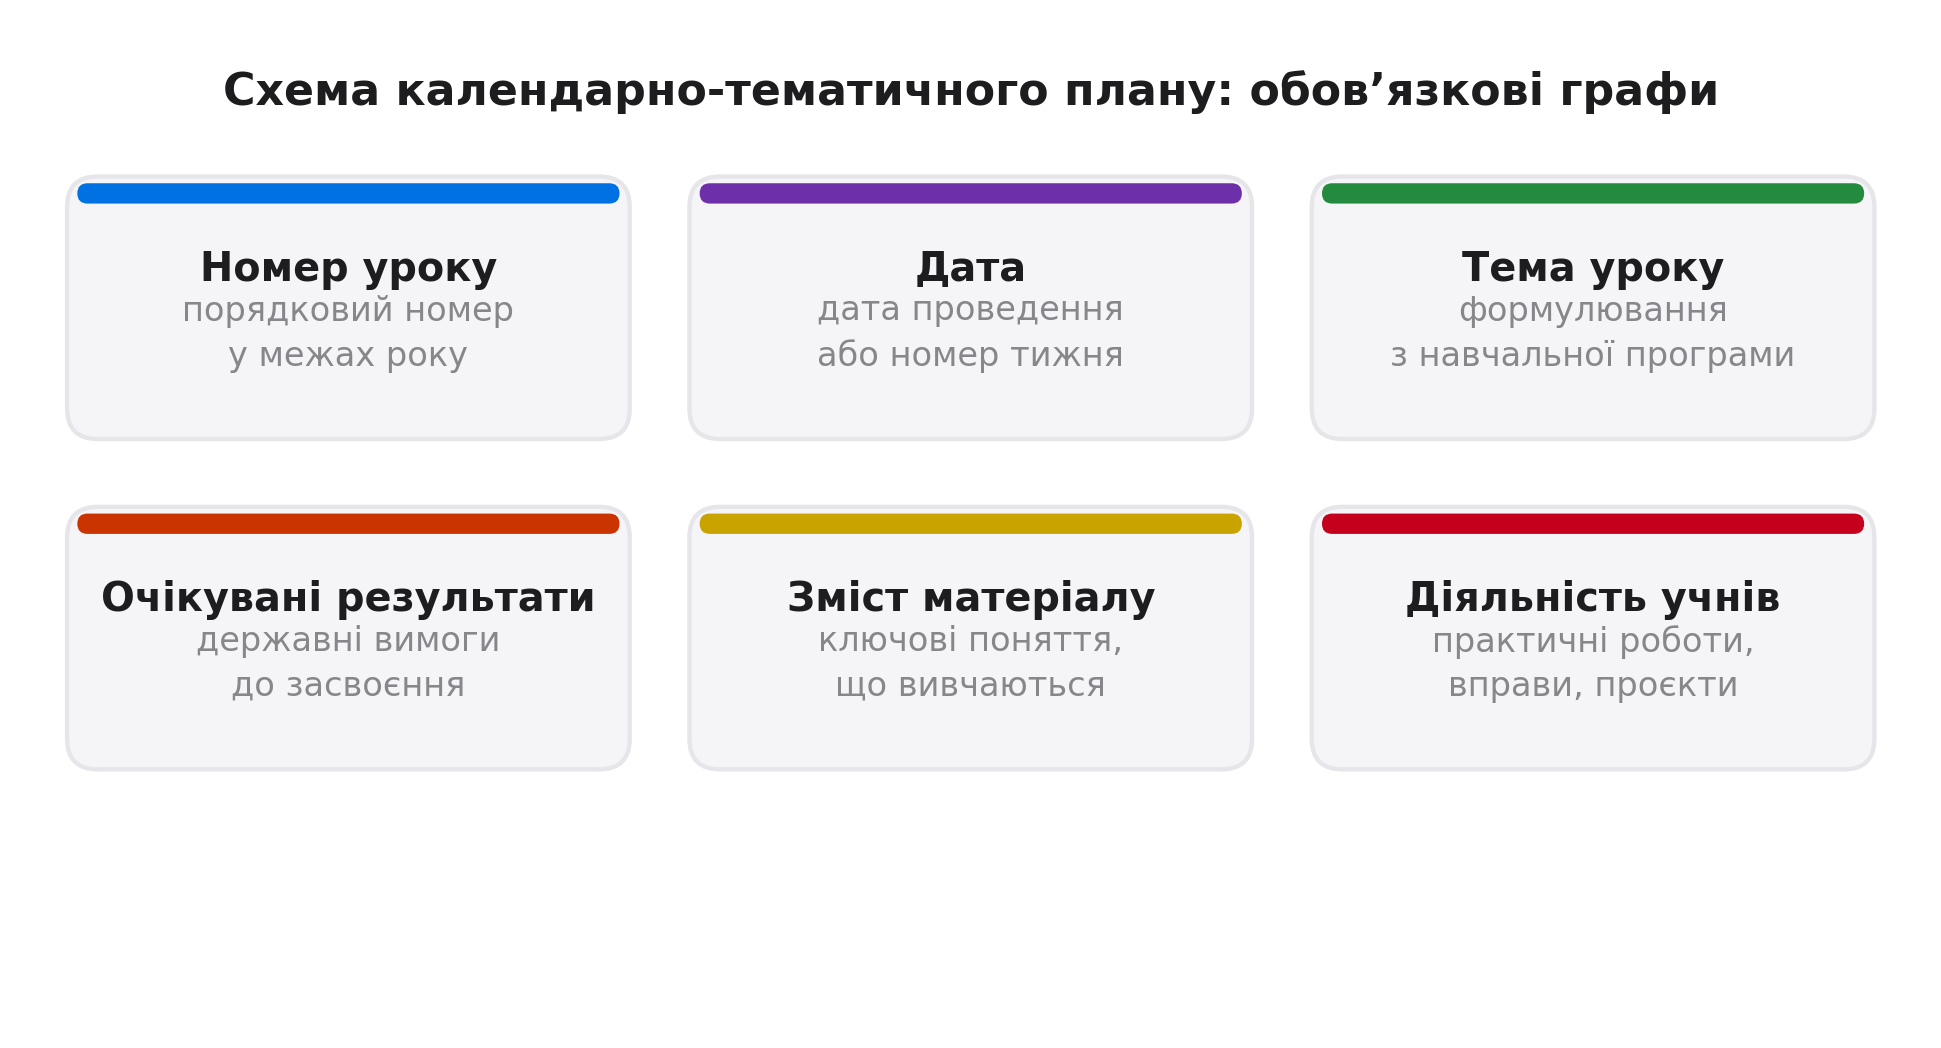 Схема календарно-тематичного плану: обов’язкові графи
Номер уроку
порядковий номер
у межах року
Дата
дата проведення
або номер тижня
Тема уроку
формулювання
з навчальної програми
Очікувані результати
державні вимоги
до засвоєння
Зміст матеріалу
ключові поняття,
що вивчаються
Діяльність учнів
практичні роботи,
вправи, проєкти